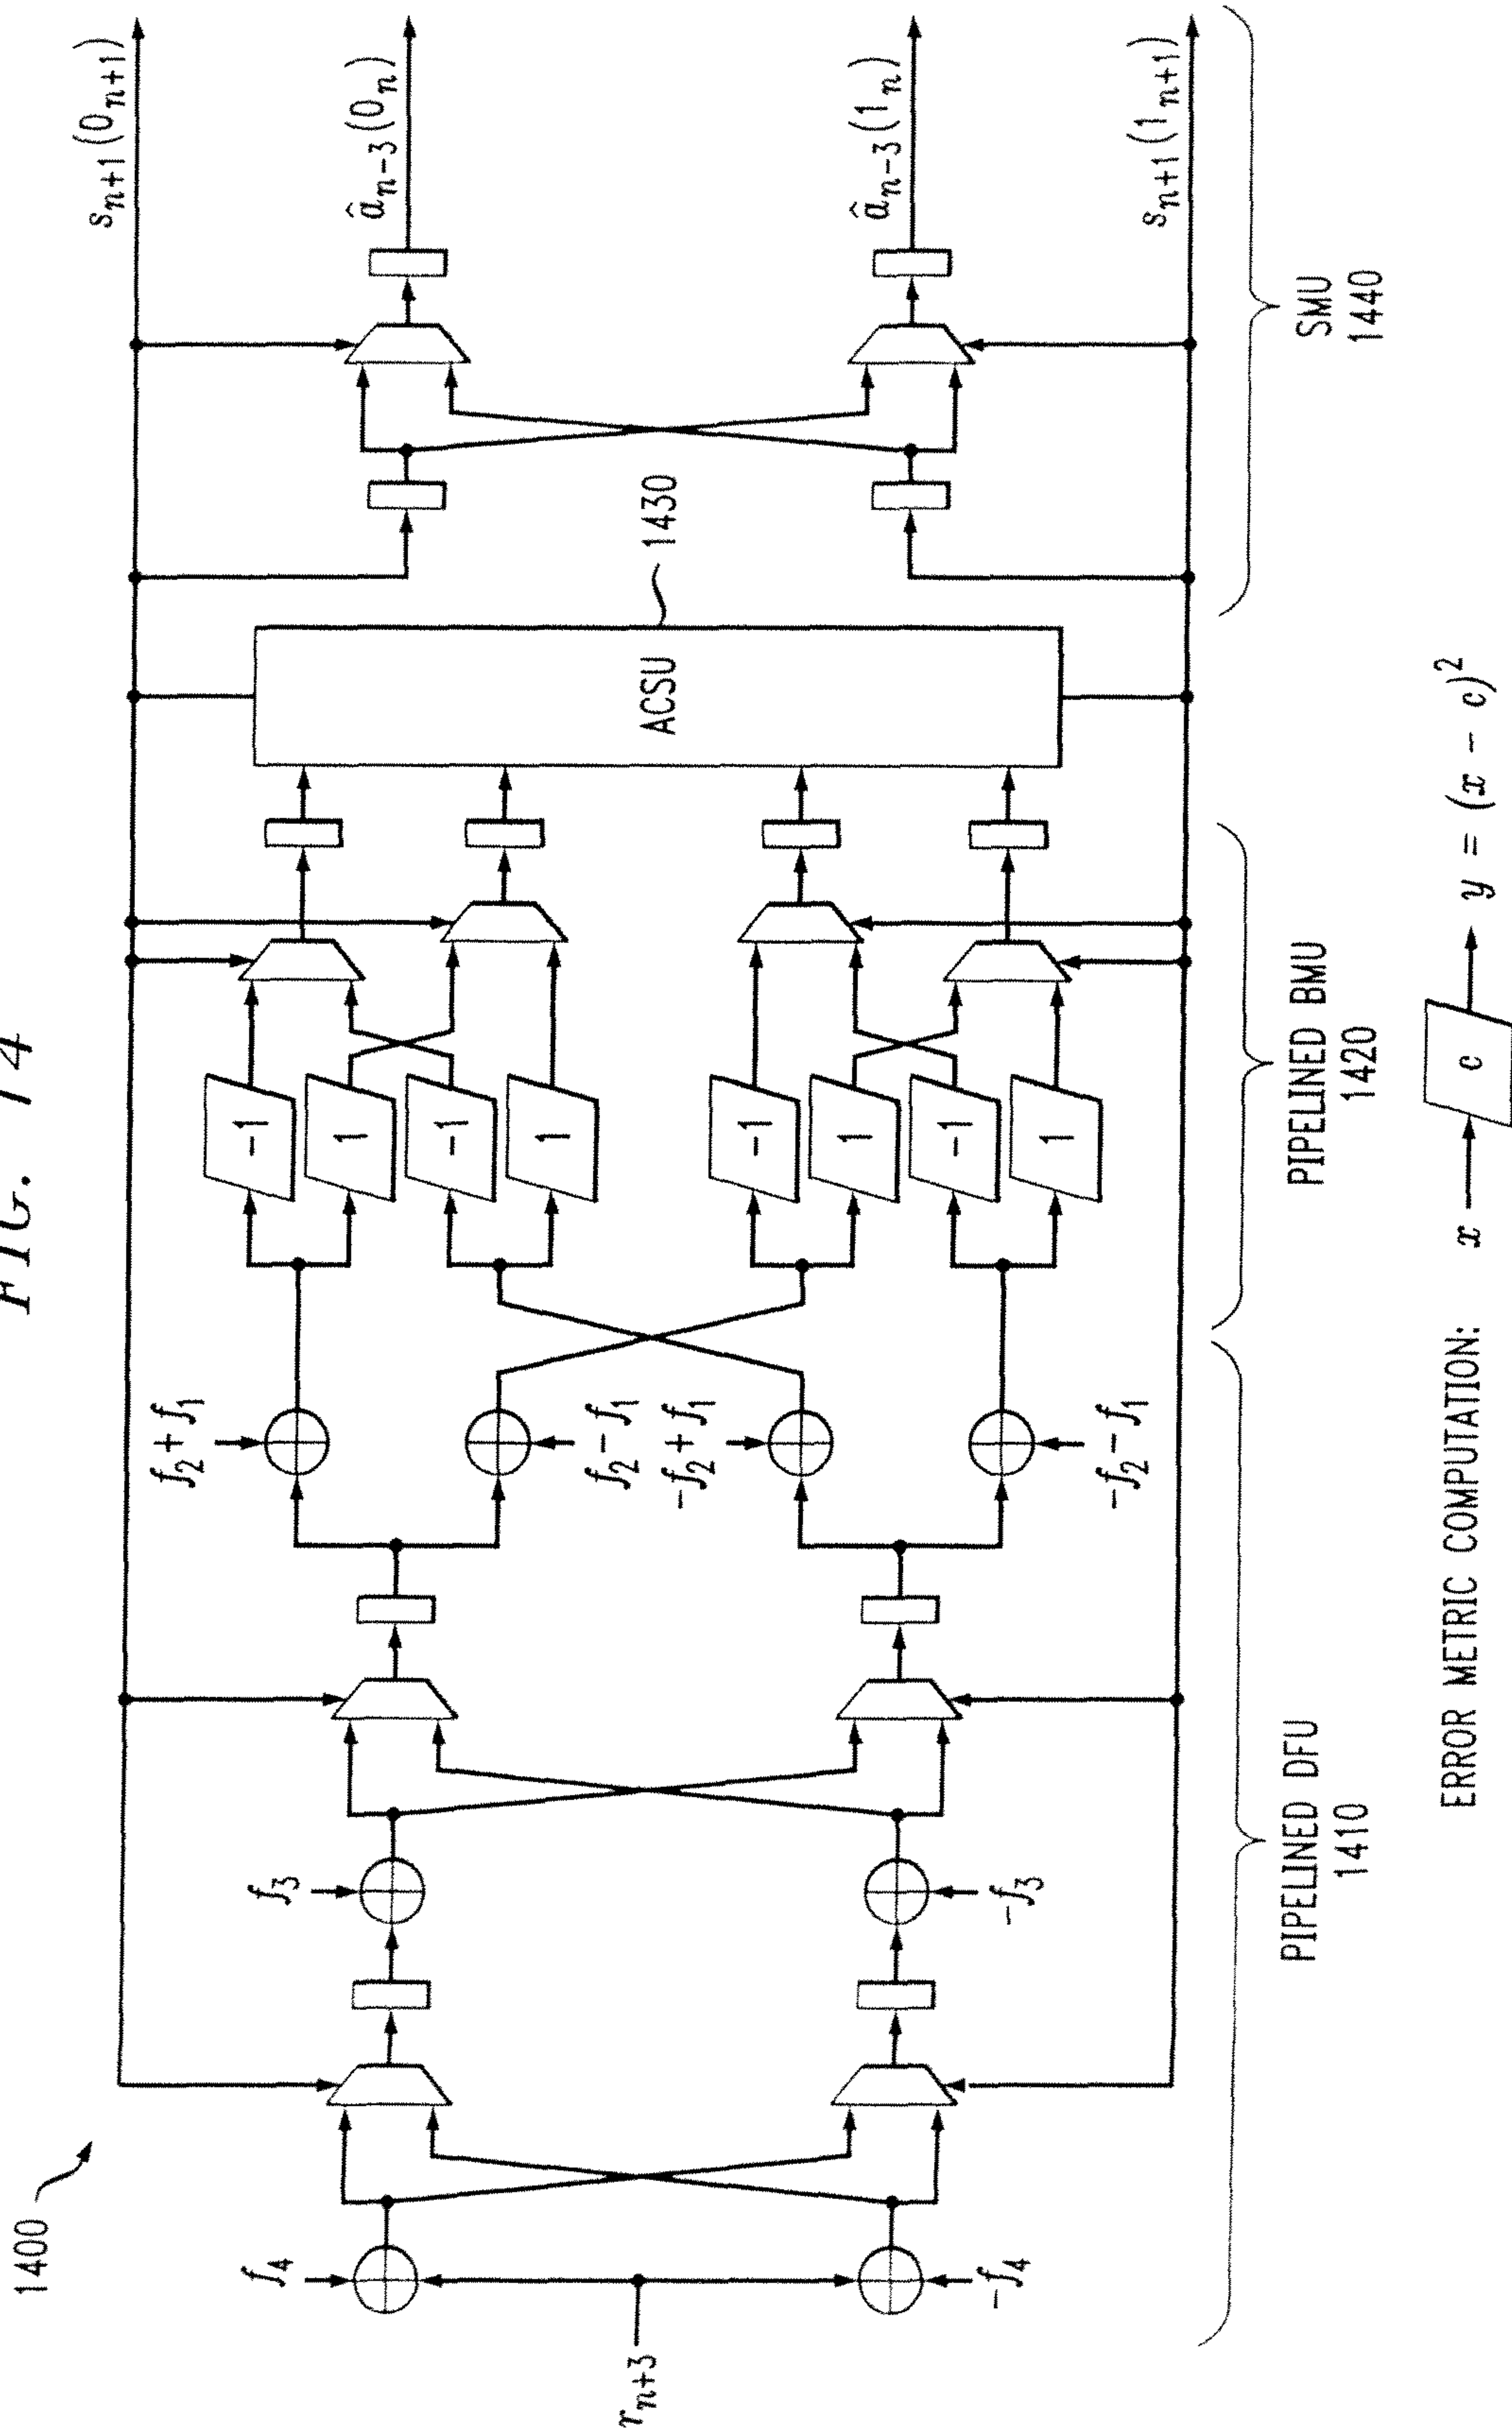 FIG. 14
1400
r_{n+3}
f_4
-f_4
f_3
-f_3
f_2 + f_1
f_2 - f_1
-f_2 + f_1
-f_2 - f_1
-1
1
-1
1
-1
1
-1
1
ACSU
1430
s_{n+1}(0_{n+1})
â_{n-3}(0_n)
â_{n-3}(1_n)
s_{n+1}(1_{n+1})
PIPELINED DFU
1410
PIPELINED BMU
1420
SMU
1440
ERROR METRIC COMPUTATION: x c y = (x - c)^2